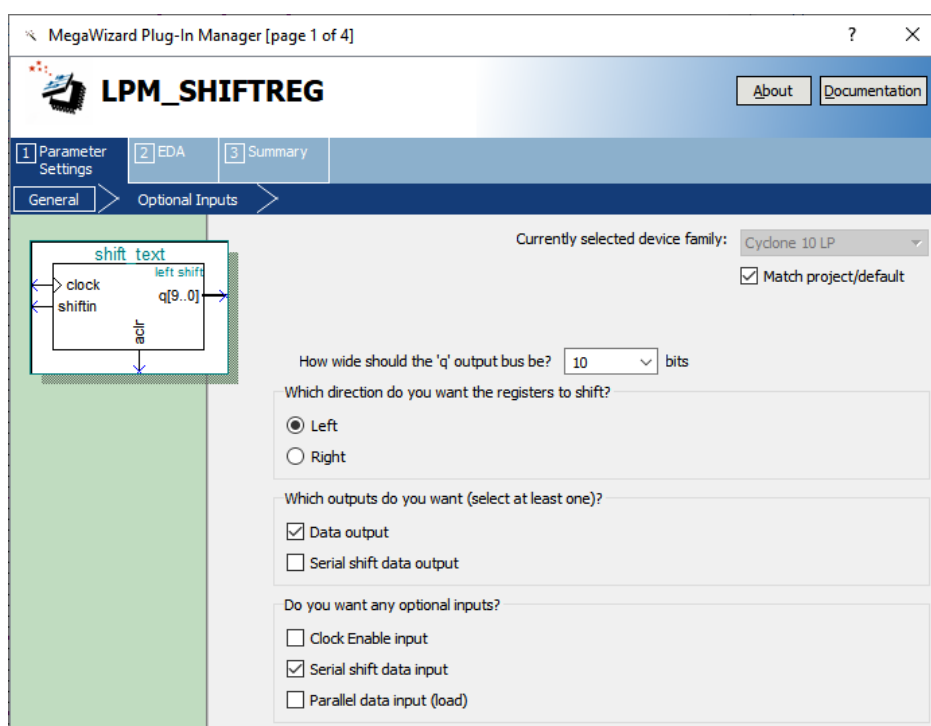 MegaWizard Plug-In Manager [page 1 of 4]
?
LPM_SHIFTREG
About
Documentation
1 Parameter Settings
2 EDA
3 Summary
General
Optional Inputs
Currently selected device family:
Cyclone 10 LP
Match project/default
shift_text
left shift
clock
q[9..0]
shiftin
aclr
How wide should the 'q' output bus be?
10
bits
Which direction do you want the registers to shift?
Left
Right
Which outputs do you want (select at least one)?
Data output
Serial shift data output
Do you want any optional inputs?
Clock Enable input
Serial shift data input
Parallel data input (load)